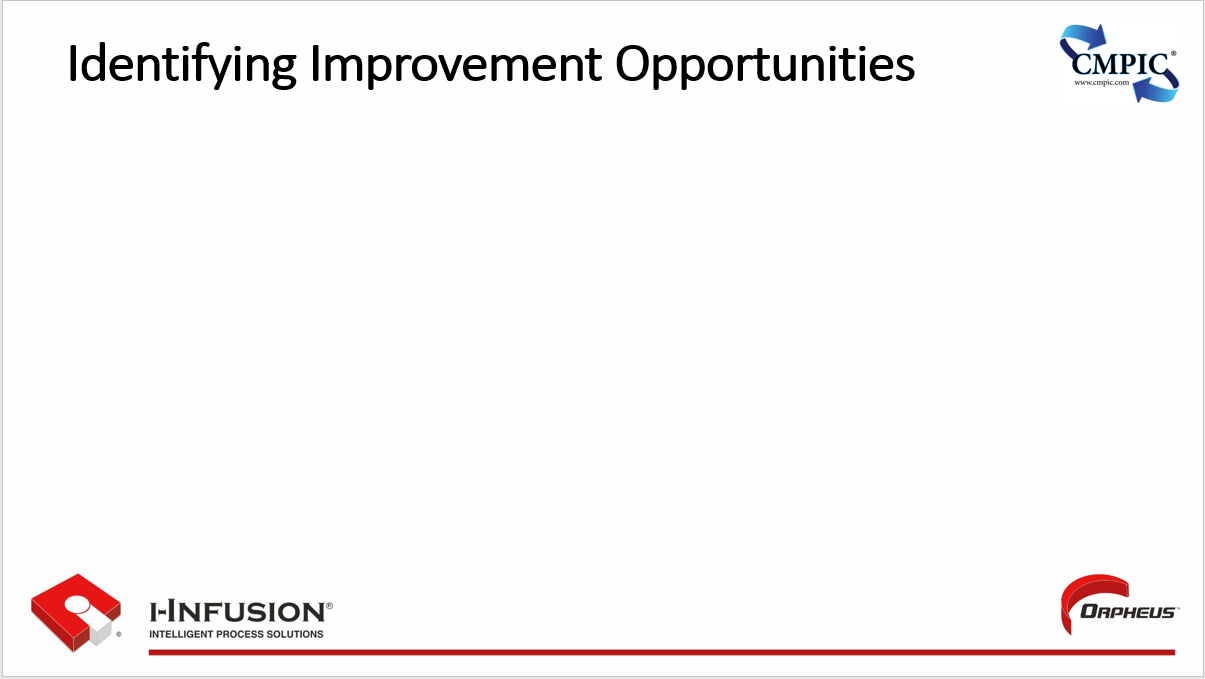 Identifying Improvement Opportunities
CMPIC®
www.cmpic.com
I-INFUSION®
INTELLIGENT PROCESS SOLUTIONS
®
ORPHEUS™